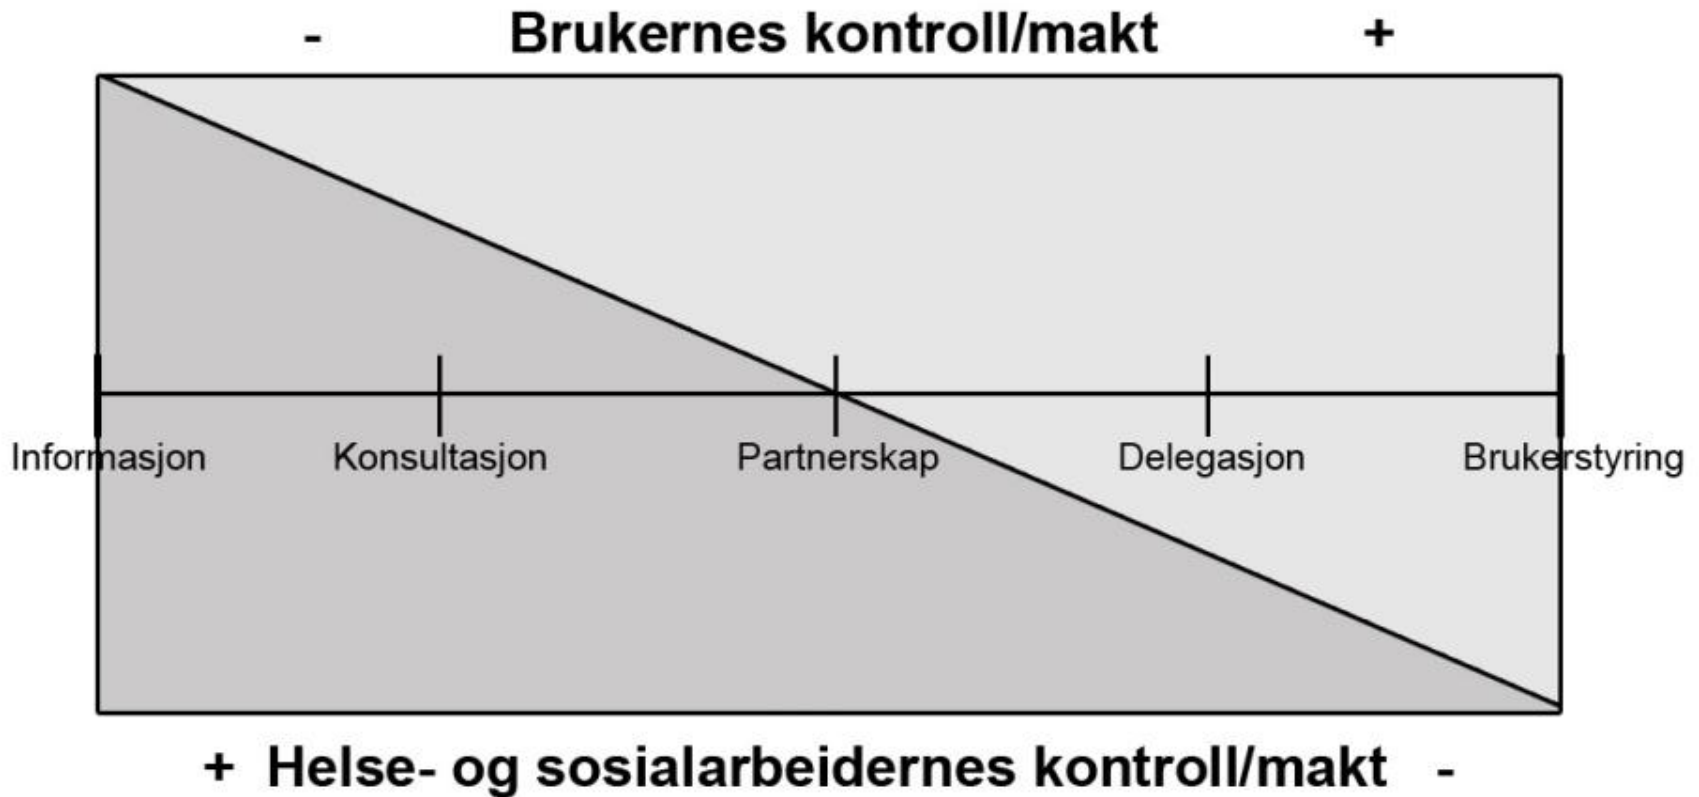 - Brukernes kontroll/makt +
Informasjon Konsultasjon Partnerskap Delegasjon Brukerstyring
+ Helse- og sosialarbeidernes kontroll/makt -